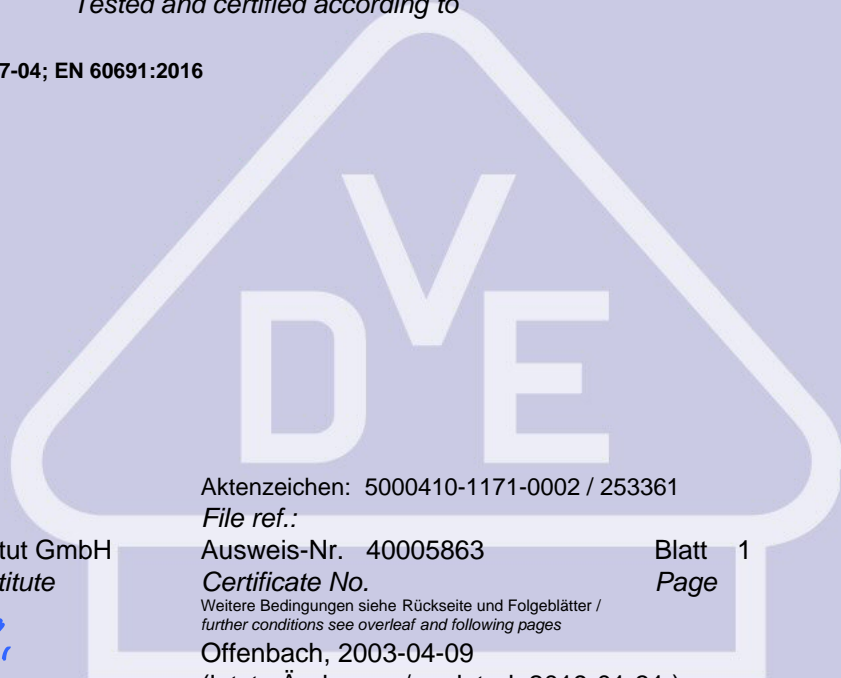 Tested and certified according to
7-04; EN 60691:2016
V
D E
Aktenzeichen: 5000410-1171-0002 / 253361
File ref.:
tut GmbH Ausweis-Nr. 40005863 Blatt 1
titute Certificate No. Page
Weitere Bedingungen siehe Rückseite und Folgeblätter /
further conditions see overleaf and following pages
Offenbach, 2003-04-09